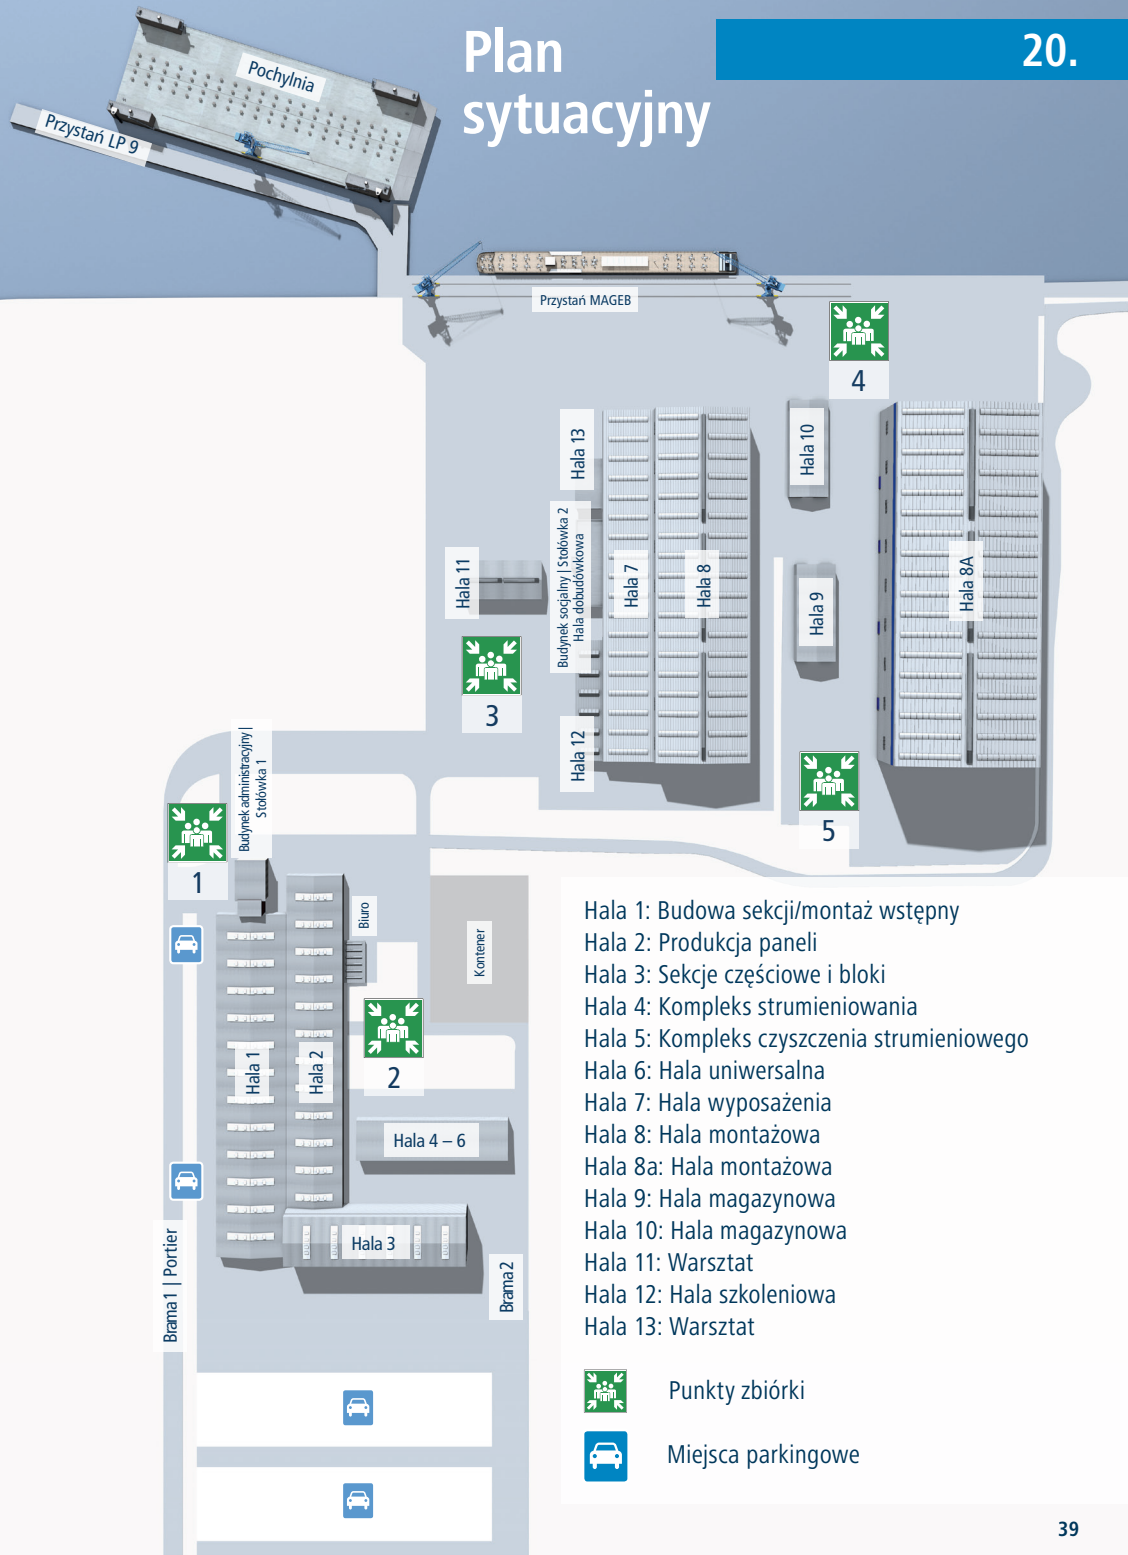 Plan
sytuacyjny
20.
Pochylnia
Przystań LP 9
Przystań MAGEB
4
Hala 13
Hala 10
Budynek socjalny | Stołówka 2
Hala dobudówkowa
Hala 11
Hala 7
Hala 8
Hala 9
Hala 8A
3
Hala 12
5
Budynek administracyjny |
Stołówka 1
1
Biuro
Kontener
Hala 1
Hala 2
2
Hala 4 – 6
Hala 3
Brama 1 | Portier
Brama 2
Hala 1: Budowa sekcji/montaż wstępny
Hala 2: Produkcja paneli
Hala 3: Sekcje częściowe i bloki
Hala 4: Kompleks strumieniowania
Hala 5: Kompleks czyszczenia strumieniowego
Hala 6: Hala uniwersalna
Hala 7: Hala wyposażenia
Hala 8: Hala montażowa
Hala 8a: Hala montażowa
Hala 9: Hala magazynowa
Hala 10: Hala magazynowa
Hala 11: Warsztat
Hala 12: Hala szkoleniowa
Hala 13: Warsztat
Punkty zbiórki
Miejsca parkingowe
39